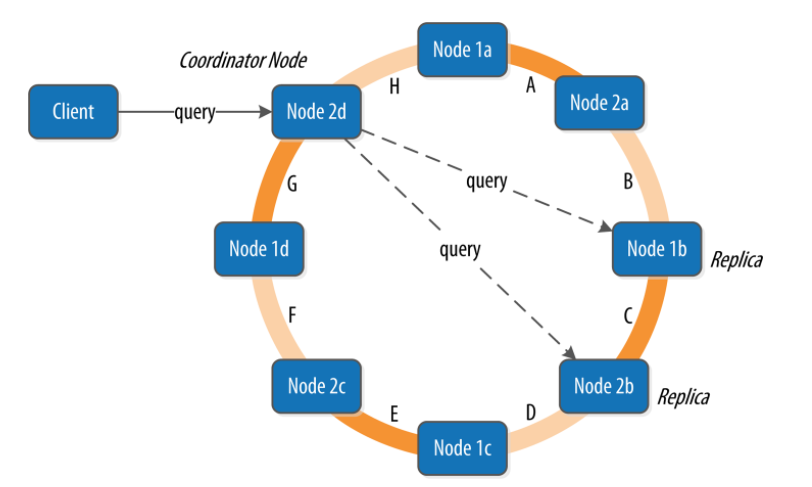 Coordinator Node
Client
query
Node 2d
H
Node 1a
A
Node 2a
B
query
Node 1b
Replica
G
query
Node 1d
C
F
Node 2c
Node 2b
Replica
E
D
Node 1c